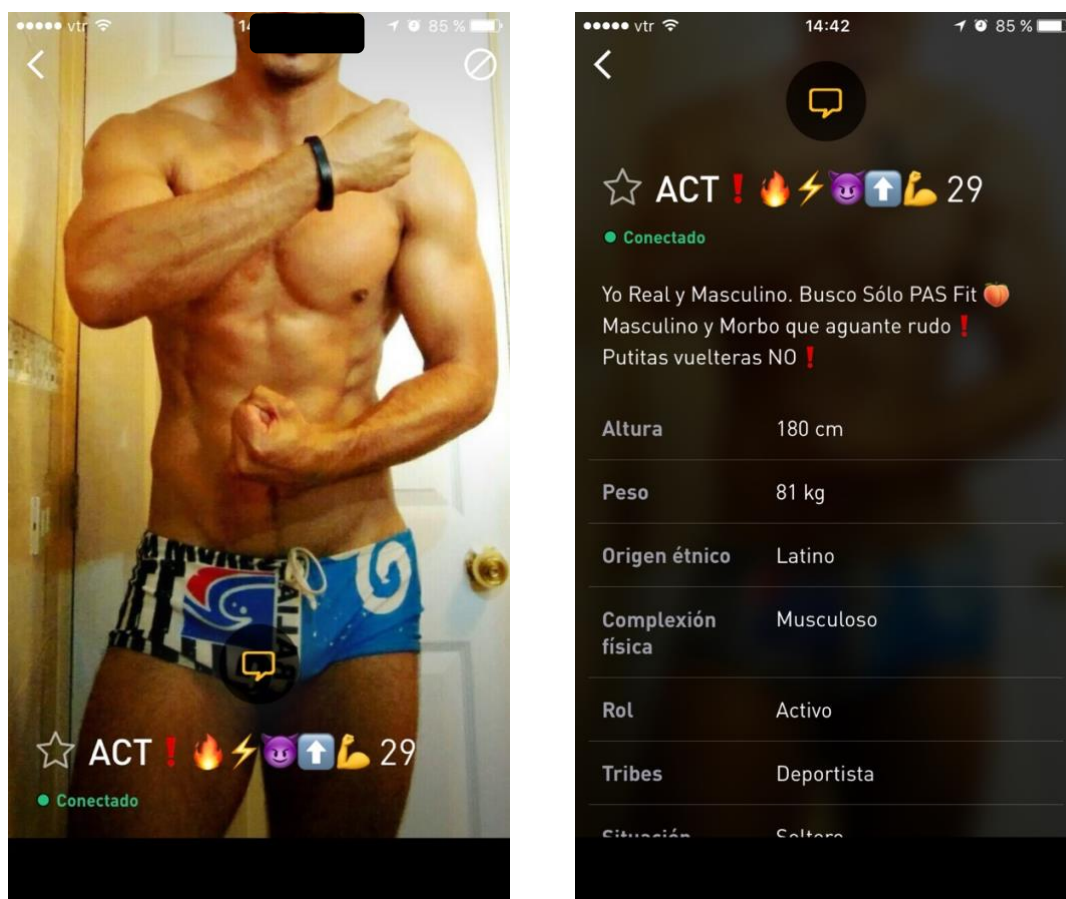 vtr
85 %
ACT❗🔥⚡😈⬆️💪 29
Conectado
vtr 14:42 85 %
ACT❗🔥⚡😈⬆️💪 29
Conectado
Yo Real y Masculino. Busco Sólo PAS Fit 🍑
Masculino y Morbo que aguante rudo❗
Putitas vuelteras NO❗
Altura 180 cm
Peso 81 kg
Origen étnico Latino
Complexión Musculoso
física
Rol Activo
Tribes Deportista
Situación Soltero